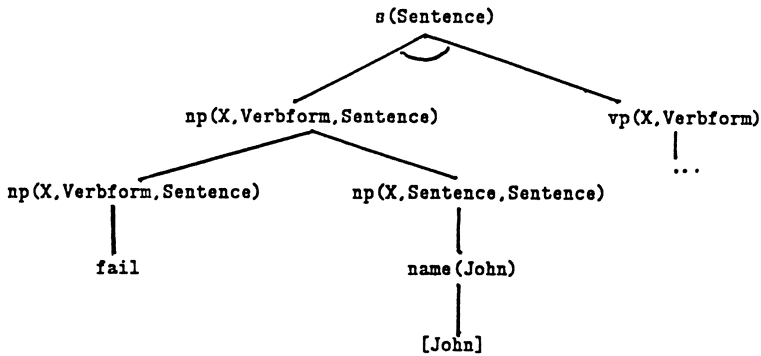 s(Sentence)
np(X,Verbform,Sentence) vp(X,Verbform)
...
np(X,Verbform,Sentence) np(X,Sentence,Sentence)
fail name(John)
[John]